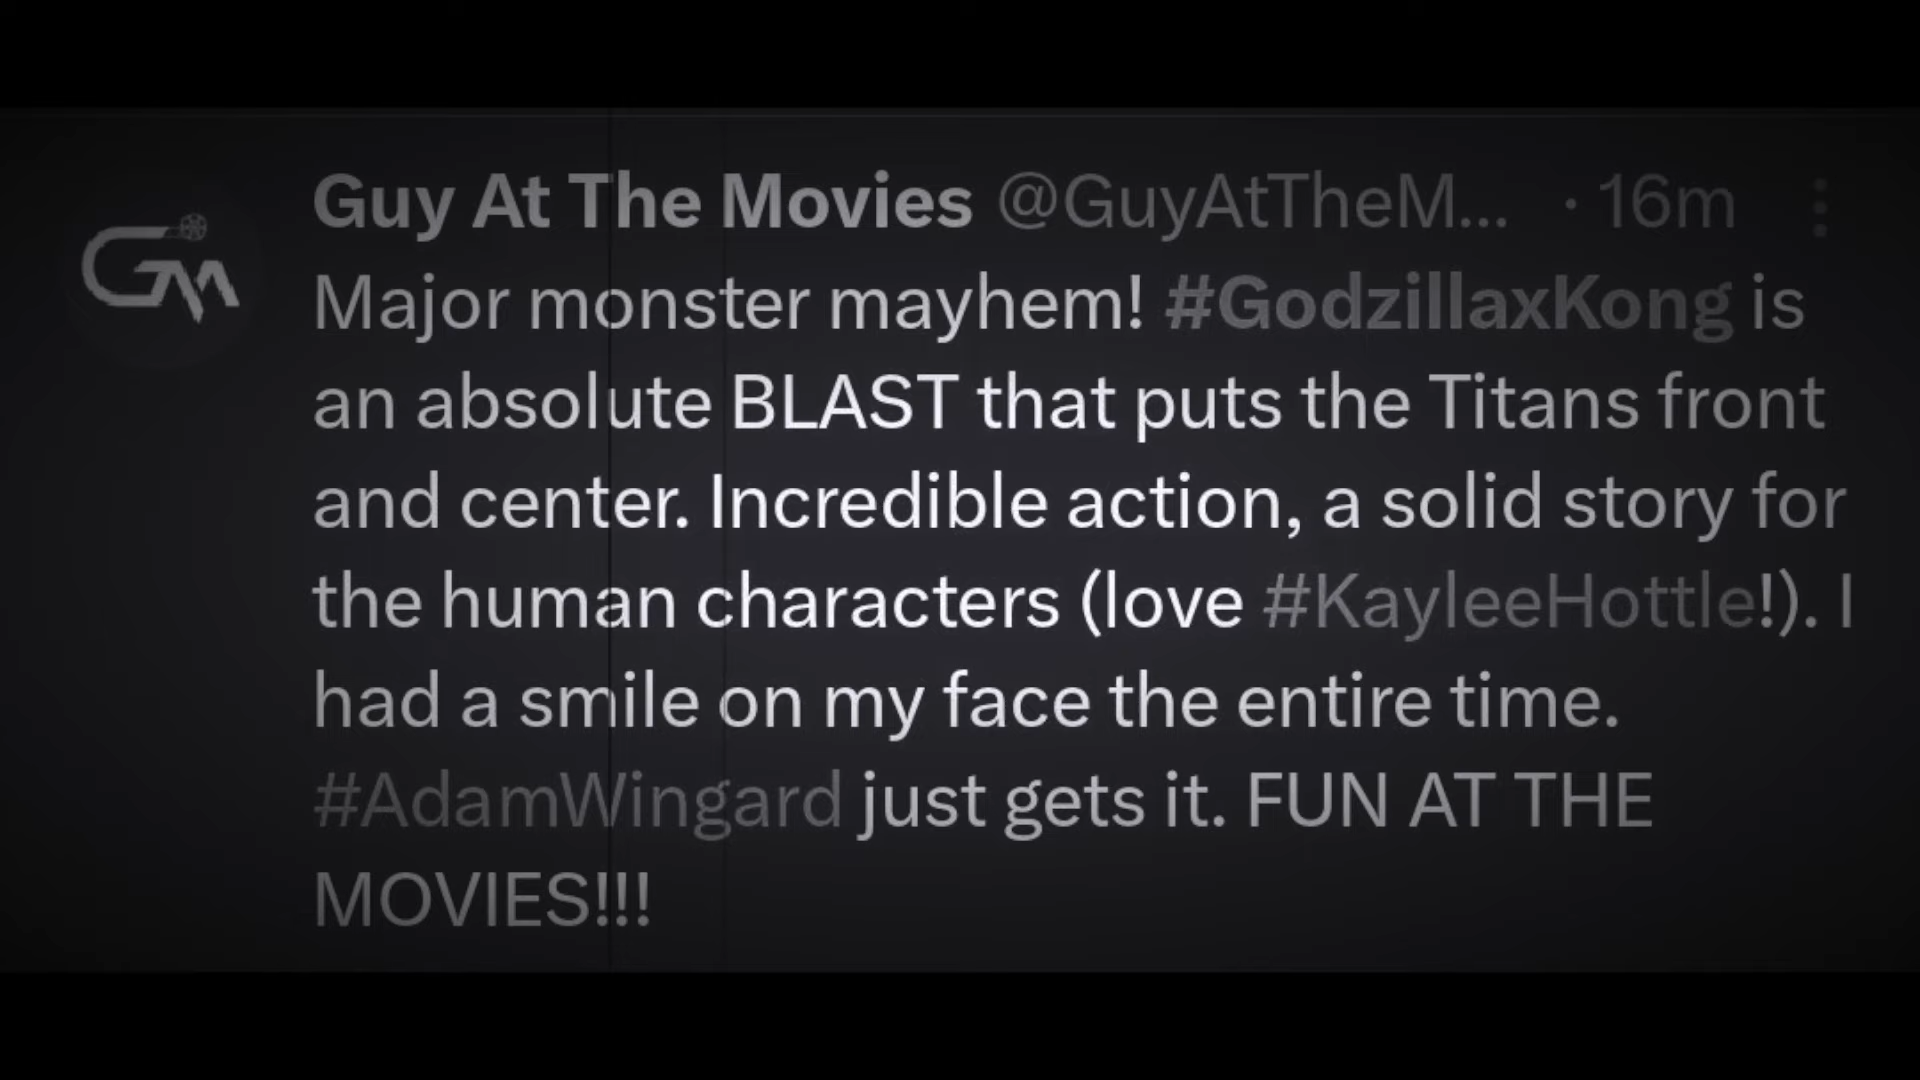 Guy At The Movies @GuyAtTheM... · 16m
Major monster mayhem! #GodzillaxKong is
an absolute BLAST that puts the Titans front
and center. Incredible action, a solid story for
the human characters (love #KayleeHottle!). I
had a smile on my face the entire time.
#AdamWingard just gets it. FUN AT THE
MOVIES!!!
GM